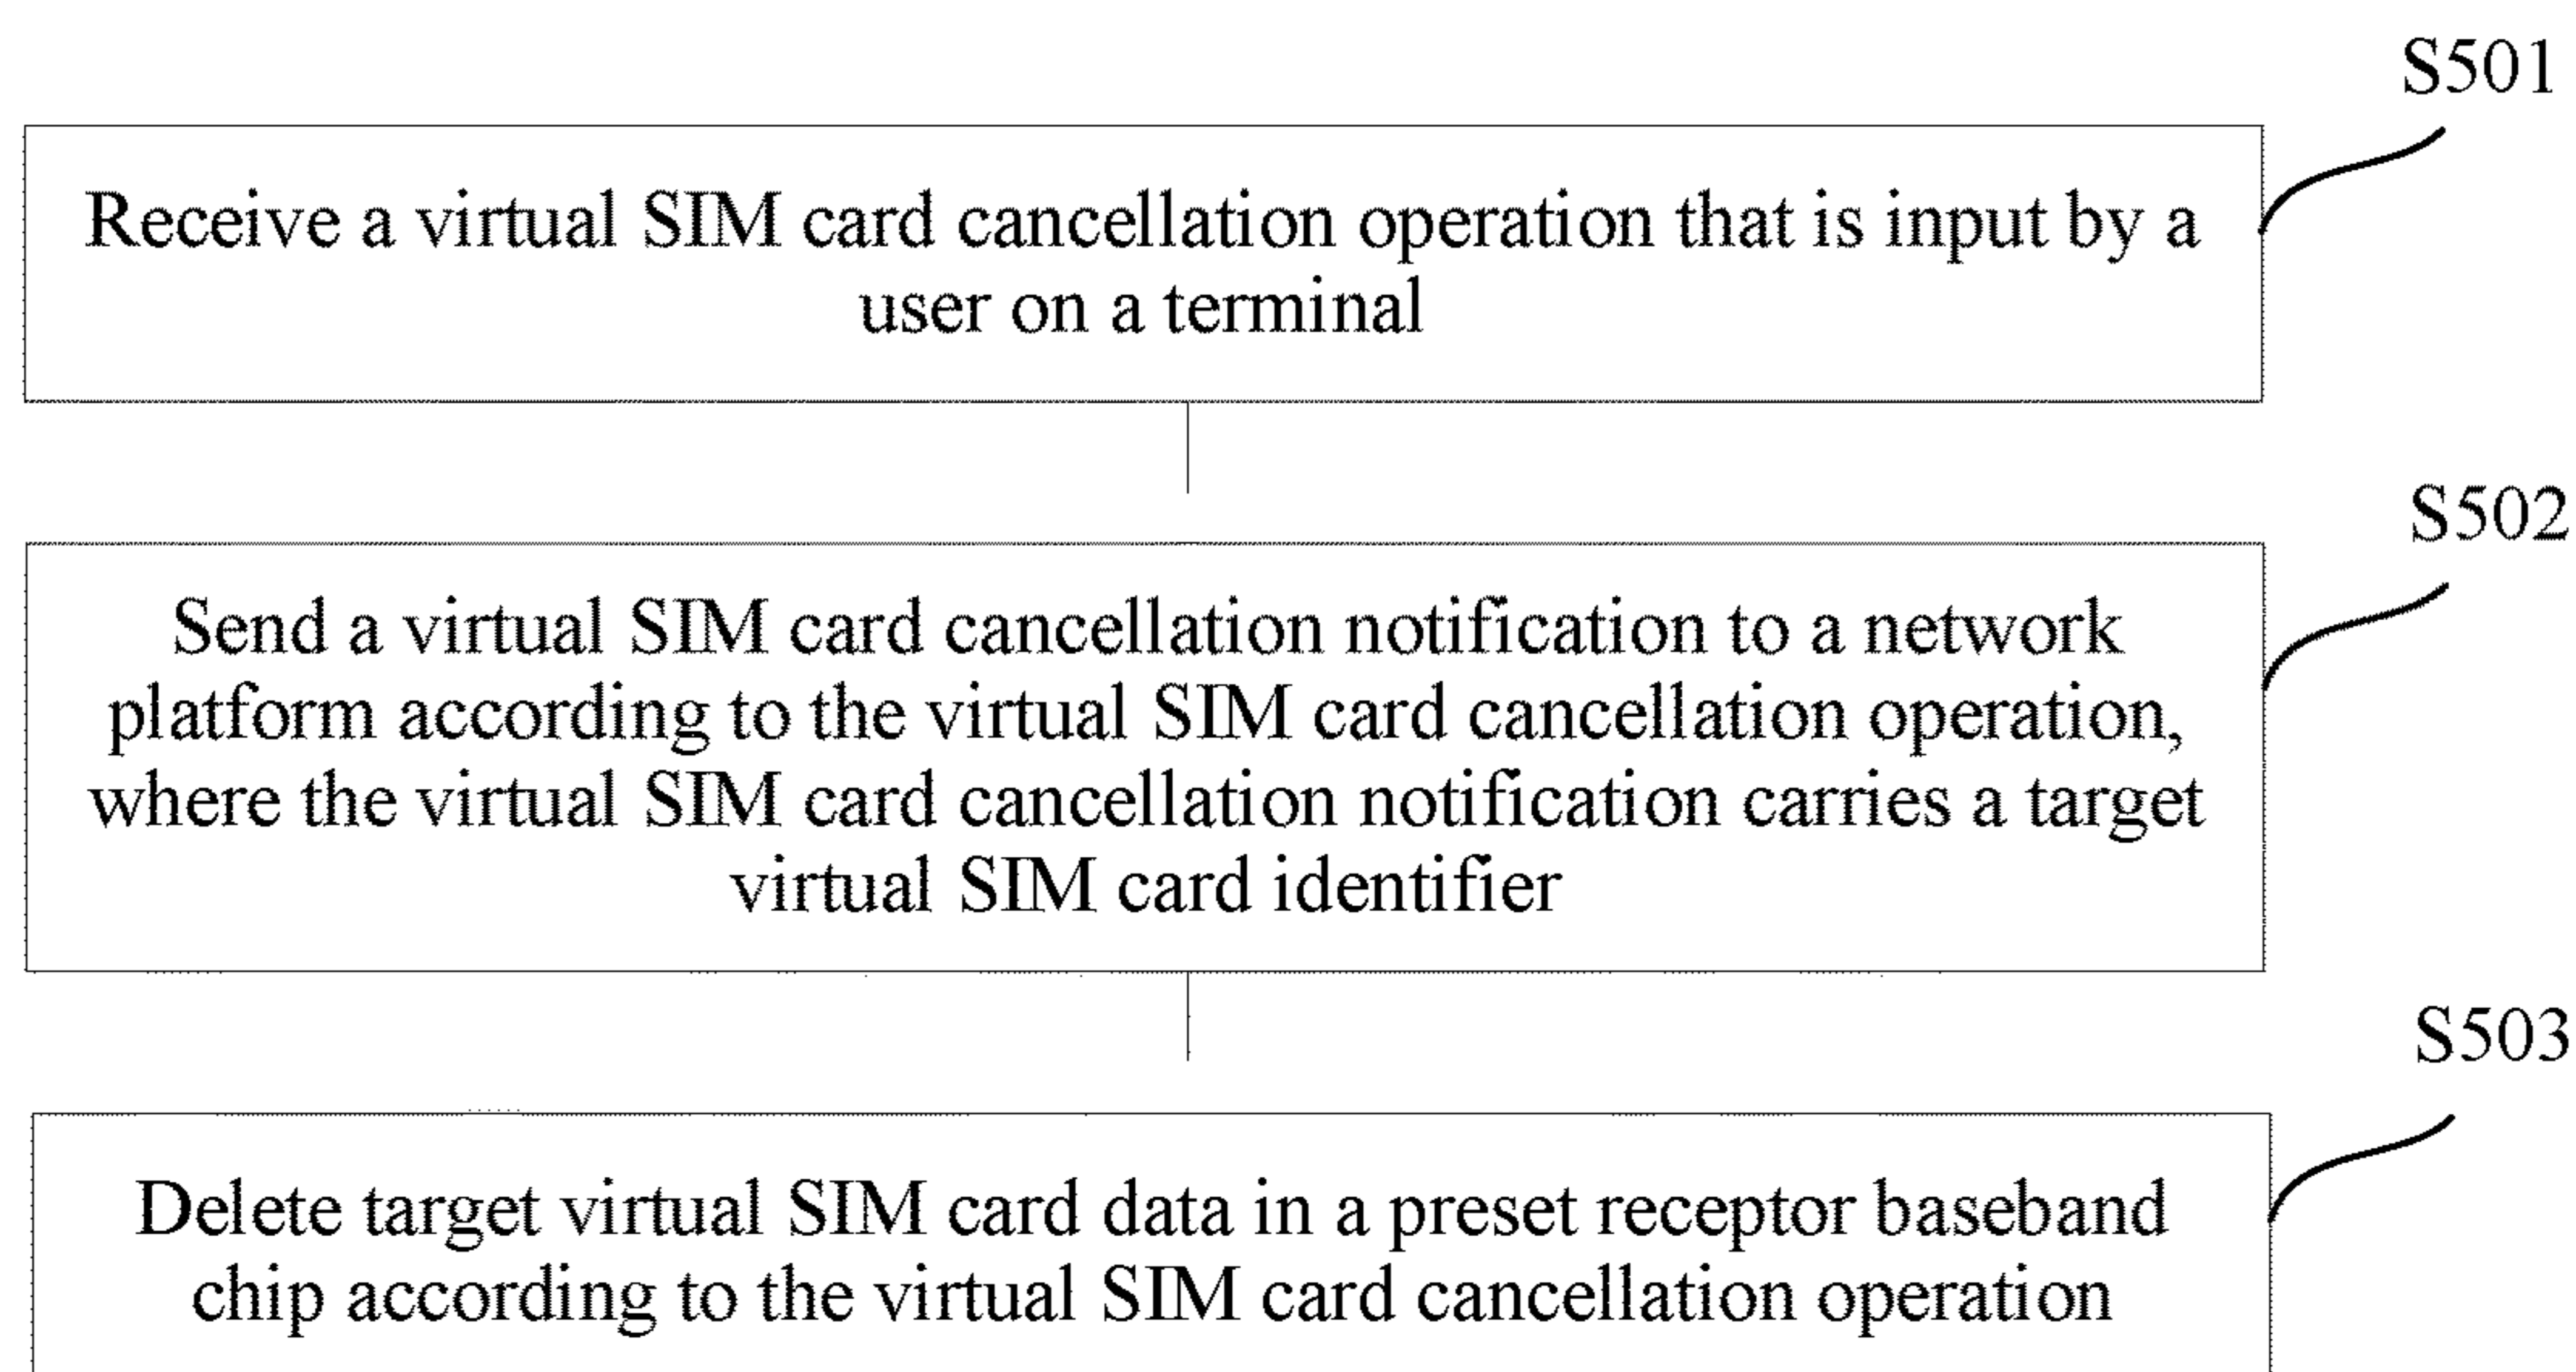 S501
Receive a virtual SIM card cancellation operation that is input by a
user on a terminal
S502
Send a virtual SIM card cancellation notification to a network
platform according to the virtual SIM card cancellation operation,
where the virtual SIM card cancellation notification carries a target
virtual SIM card identifier
S503
Delete target virtual SIM card data in a preset receptor baseband
chip according to the virtual SIM card cancellation operation